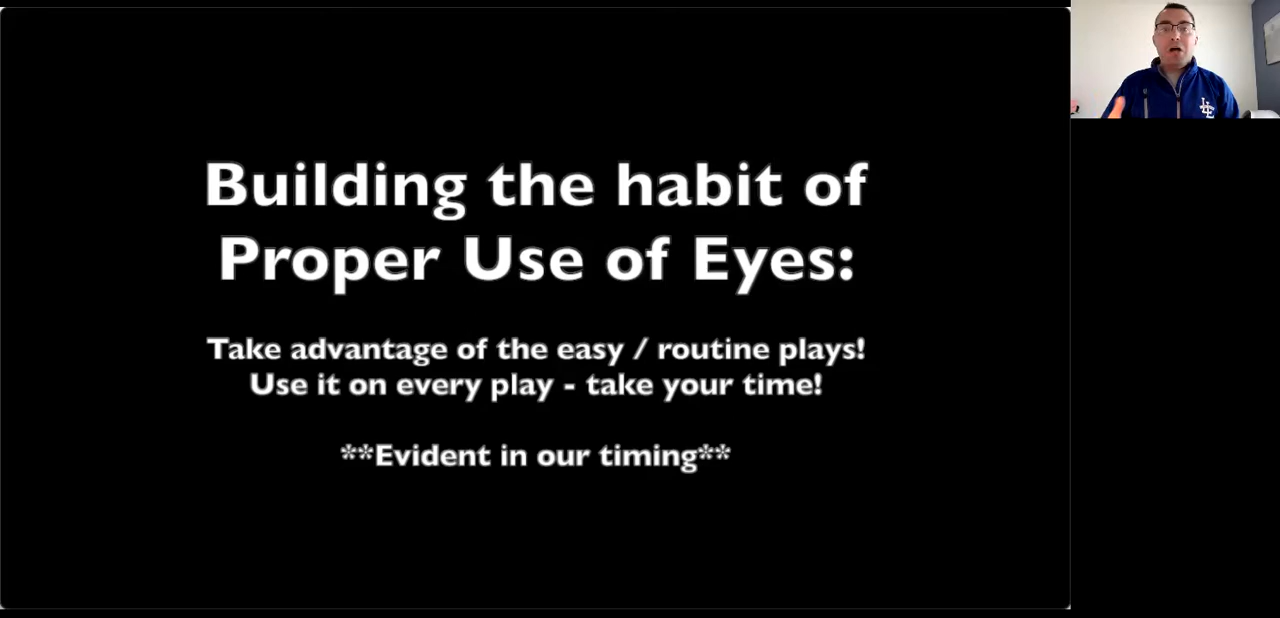 Building the habit of
Proper Use of Eyes:
Take advantage of the easy / routine plays!
Use it on every play - take your time!
**Evident in our timing**